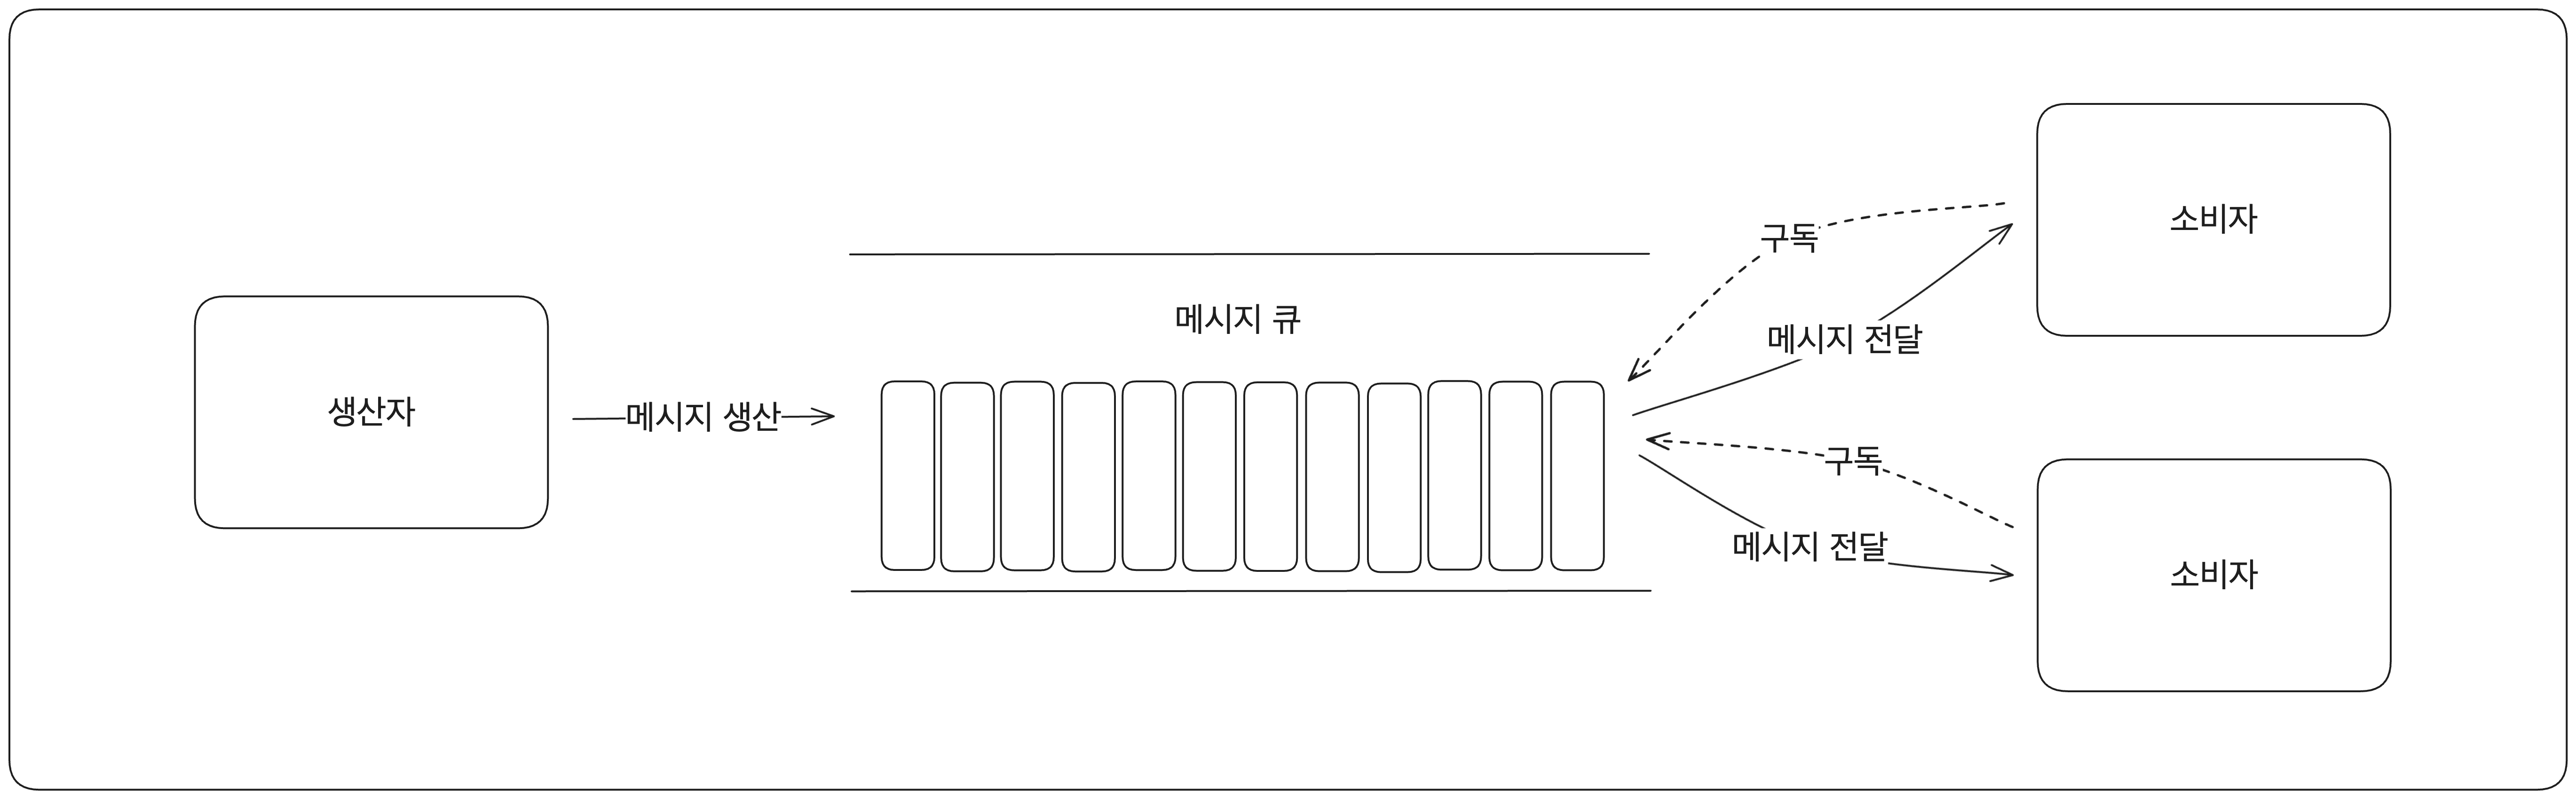 생산자
메시지 생산
메시지 큐
구독
메시지 전달
구독
메시지 전달
소비자
소비자